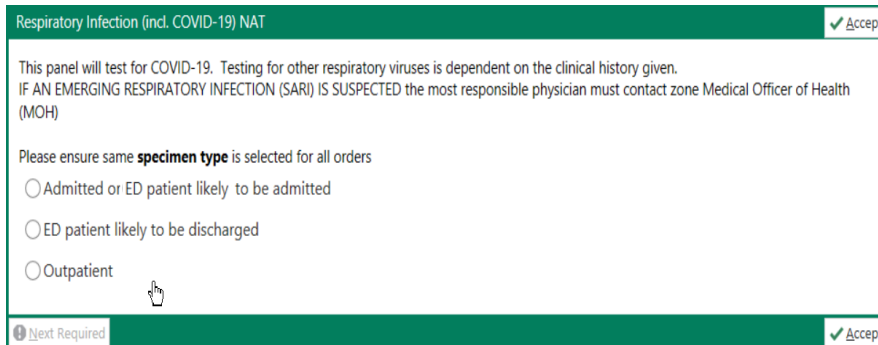 Respiratory Infection (incl. COVID-19) NAT
Accep
This panel will test for COVID-19. Testing for other respiratory viruses is dependent on the clinical history given.
IF AN EMERGING RESPIRATORY INFECTION (SARI) IS SUSPECTED the most responsible physician must contact zone Medical Officer of Health
(MOH)
Please ensure same specimen type is selected for all orders
Admitted or ED patient likely to be admitted
ED patient likely to be discharged
Outpatient
Next Required
Accep